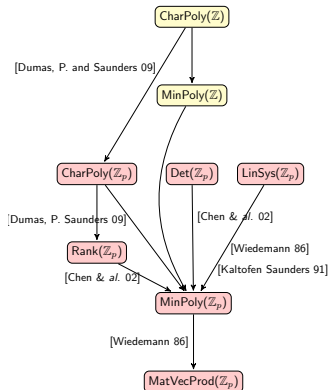 CharPoly(ℤ)
[Dumas, P. and Saunders 09]
MinPoly(ℤ)
CharPoly(ℤₚ) Det(ℤₚ) LinSys(ℤₚ)
[Dumas, P. Saunders 09] [Chen & al. 02]
Rank(ℤₚ) [Wiedemann 86]
[Chen & al. 02] [Kaltofen Saunders 91]
MinPoly(ℤₚ)
[Wiedemann 86]
MatVecProd(ℤₚ)